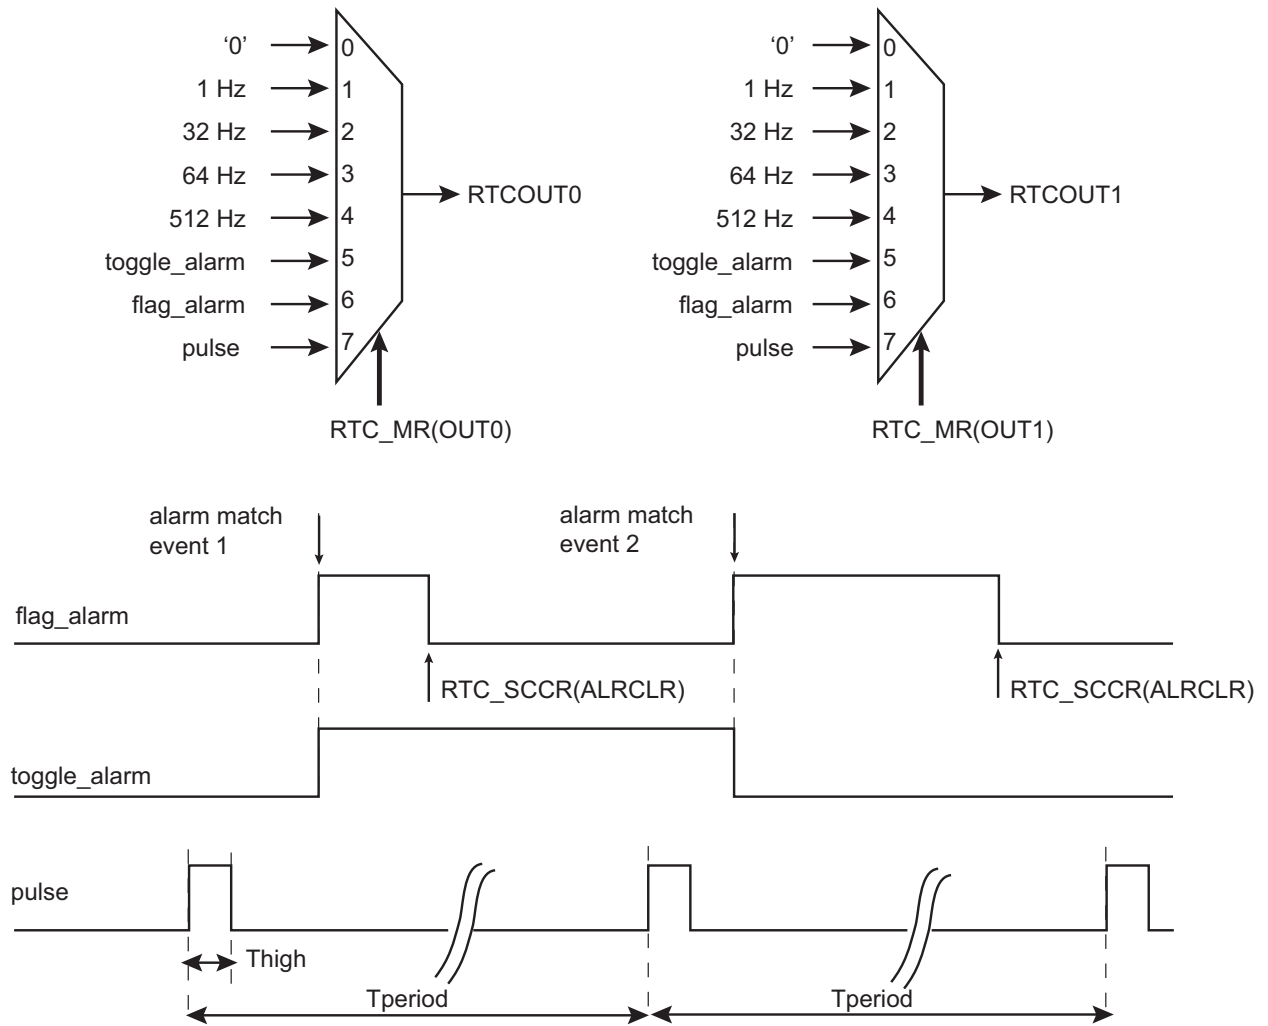 ‘0’ 0 ‘0’ 0
1 Hz 1 1 Hz 1
32 Hz 2 32 Hz 2
64 Hz 3 64 Hz 3
RTCOUT0 RTCOUT1
512 Hz 4 512 Hz 4
toggle_alarm 5 toggle_alarm 5
flag_alarm 6 flag_alarm 6
pulse 7 pulse 7
RTC_MR(OUT0) RTC_MR(OUT1)
alarm match alarm match
event 1 event 2
flag_alarm
RTC_SCCR(ALRCLR) RTC_SCCR(ALRCLR)
toggle_alarm
pulse
Thigh
Tperiod Tperiod